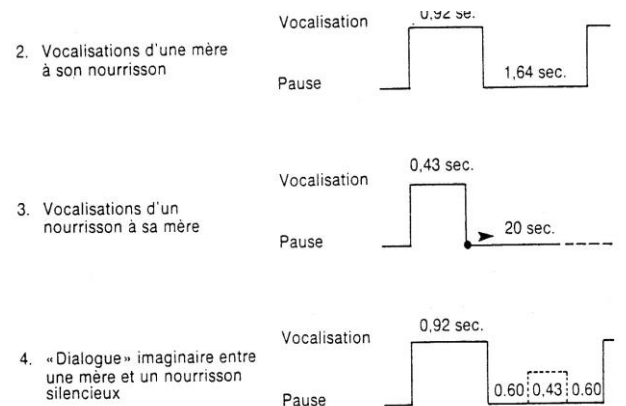 Vocalisation
0,92 se.
2. Vocalisations d'une mère
à son nourrisson
1,64 sec.
Pause
0,43 sec.
Vocalisation
3. Vocalisations d'un
nourrisson à sa mère
20 sec.
Pause
0,92 sec.
Vocalisation
4. «Dialogue» imaginaire entre
une mère et un nourrisson
silencieux
0.60 0,43 0.60
Pause